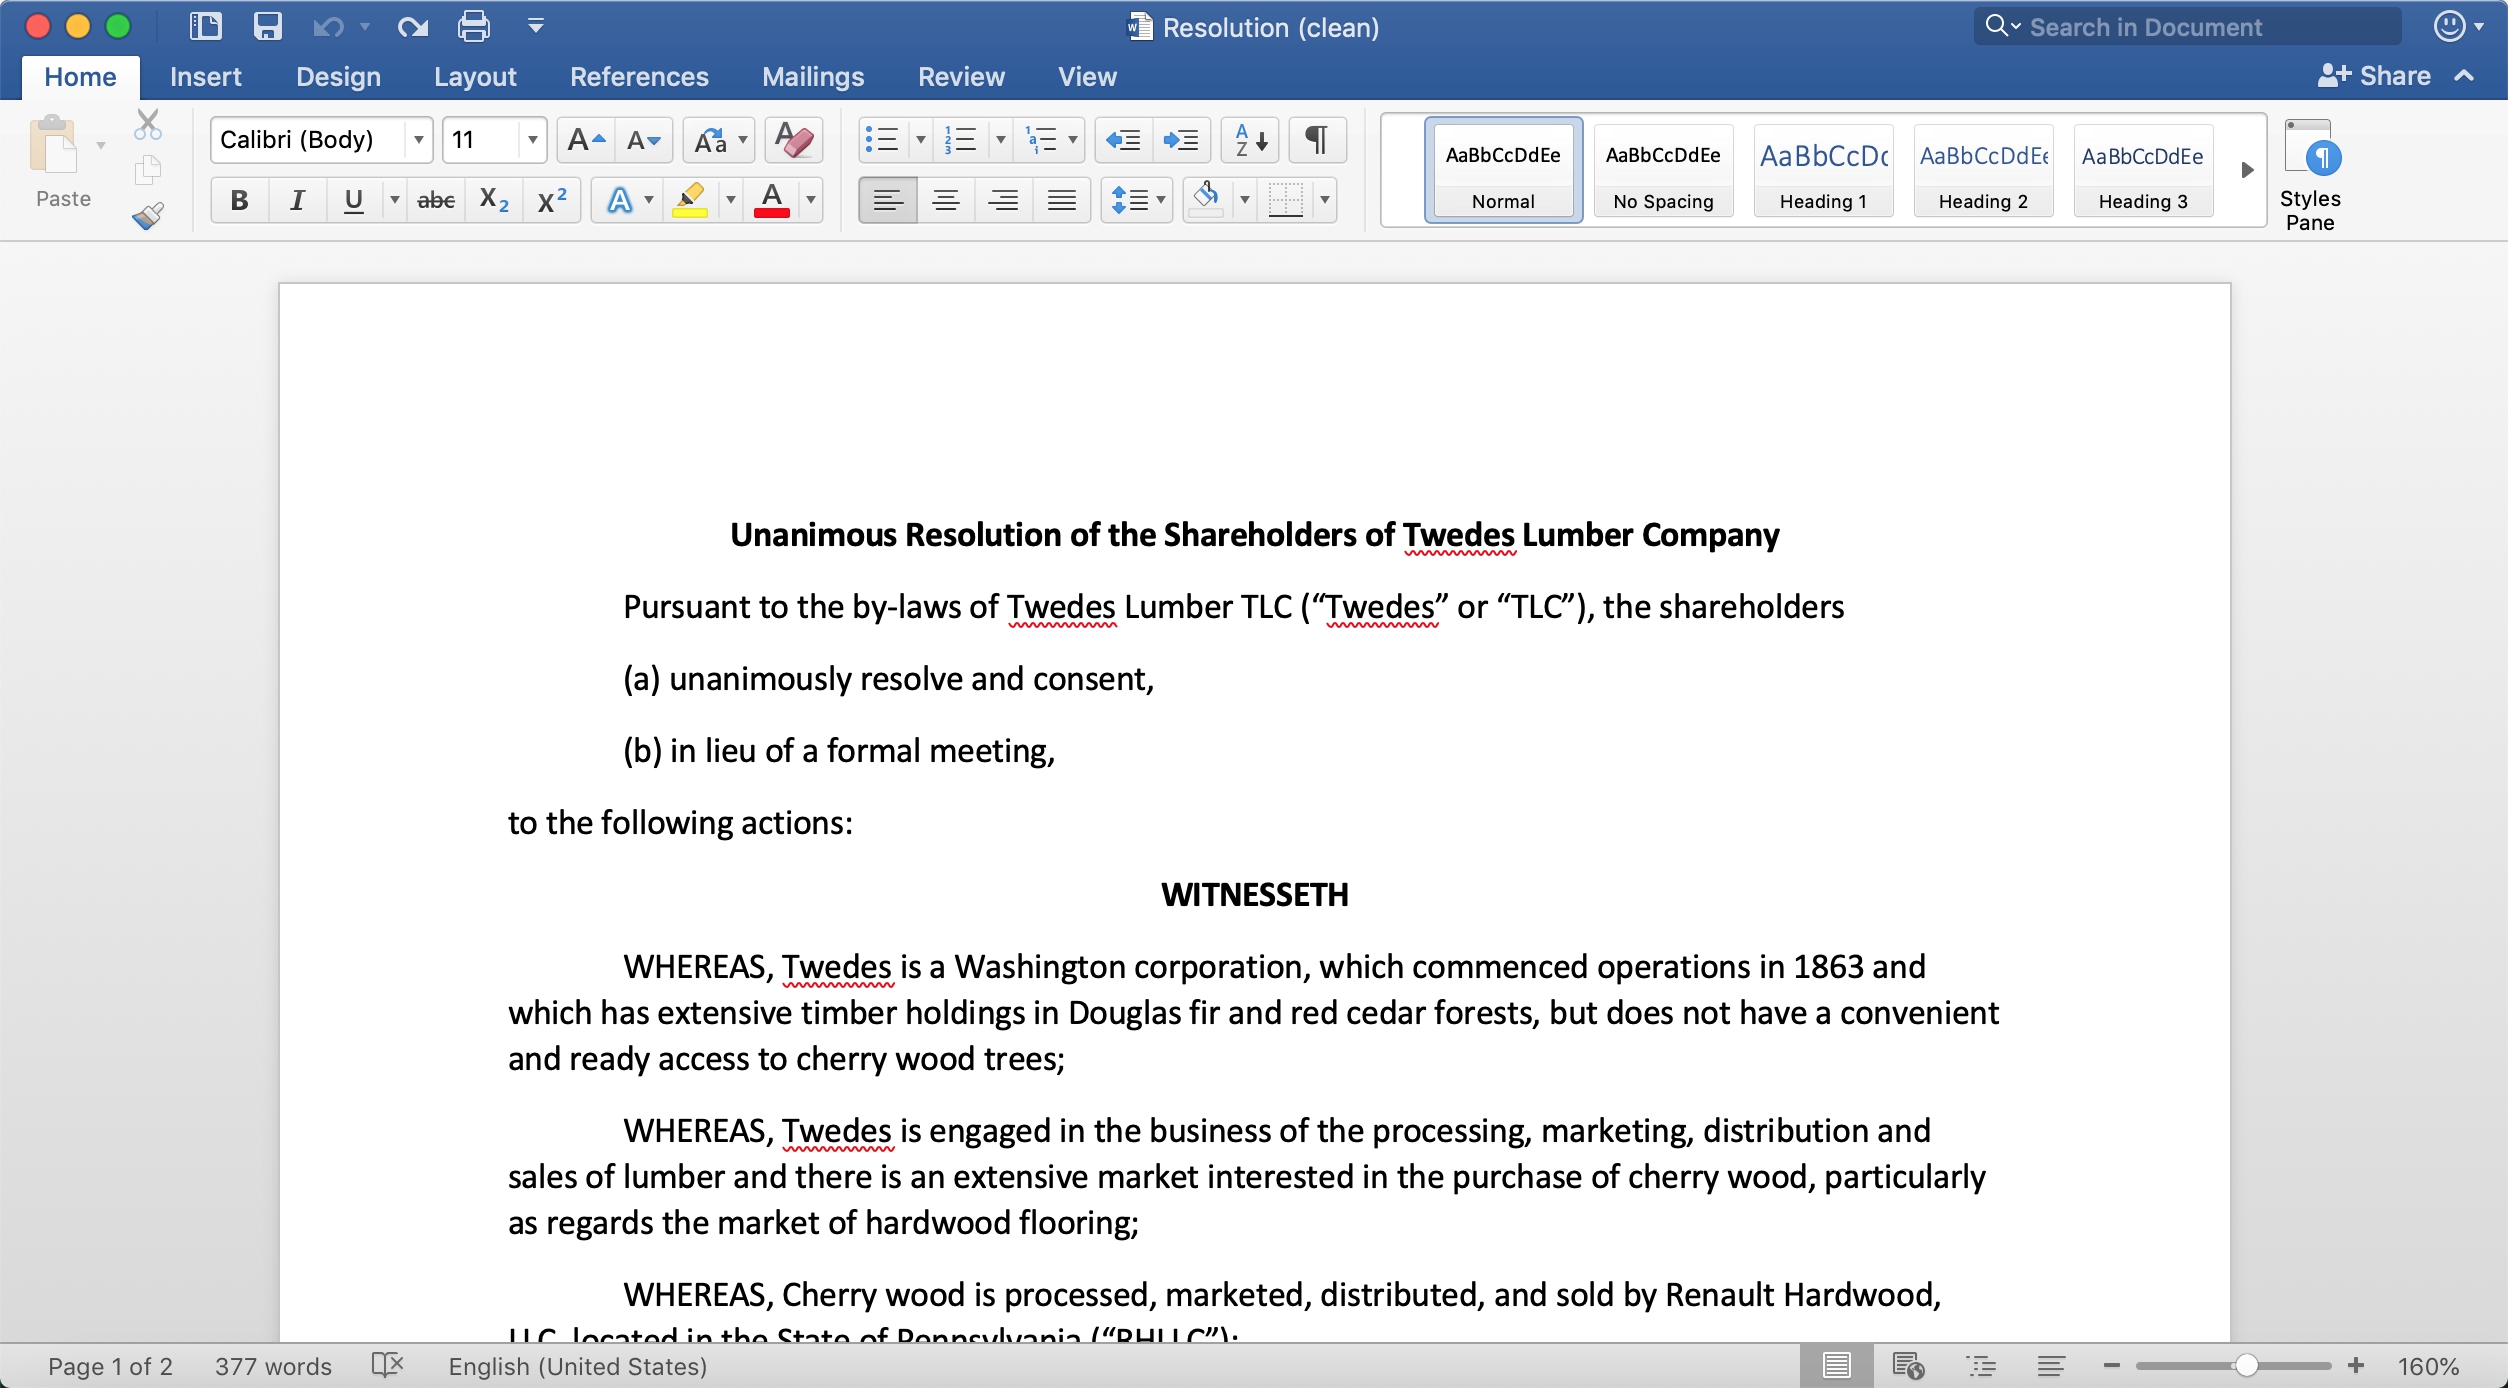 Resolution (clean)
Search in Document
Home Insert Design Layout References Mailings Review View
Share
Paste
Calibri (Body) 11
AaBbCcDdEe AaBbCcDdEe AaBbCcDc AaBbCcDdEe AaBbCcDdEe
Normal No Spacing Heading 1 Heading 2 Heading 3
Styles
Pane
Unanimous Resolution of the Shareholders of Twedes Lumber Company
Pursuant to the by-laws of Twedes Lumber TLC (“Twedes” or “TLC”), the shareholders
(a) unanimously resolve and consent,
(b) in lieu of a formal meeting,
to the following actions:
WITNESSETH
WHEREAS, Twedes is a Washington corporation, which commenced operations in 1863 and
which has extensive timber holdings in Douglas fir and red cedar forests, but does not have a convenient
and ready access to cherry wood trees;
WHEREAS, Twedes is engaged in the business of the processing, marketing, distribution and
sales of lumber and there is an extensive market interested in the purchase of cherry wood, particularly
as regards the market of hardwood flooring;
WHEREAS, Cherry wood is processed, marketed, distributed, and sold by Renault Hardwood,
LLC, located in the State of Pennsylvania (“RHLLC”);
Page 1 of 2 377 words English (United States) 160%